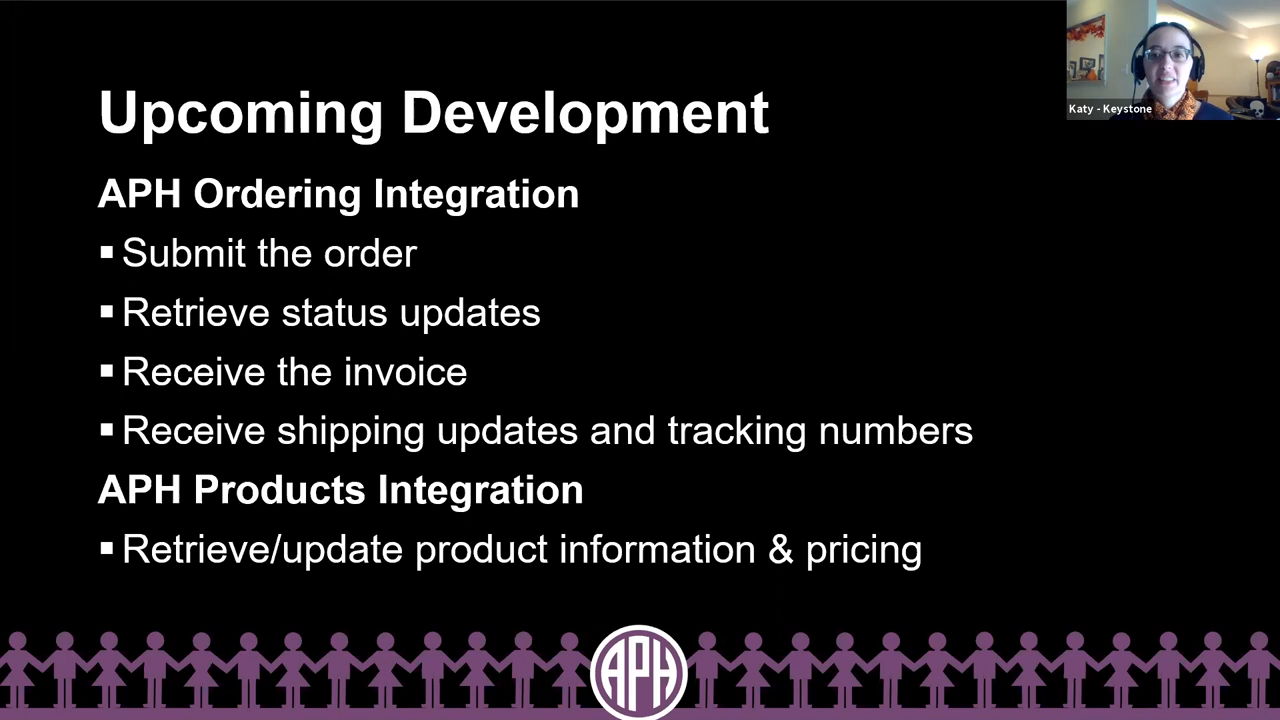 Upcoming Development
Katy - Keystone
APH Ordering Integration
▪ Submit the order
▪ Retrieve status updates
▪ Receive the invoice
▪ Receive shipping updates and tracking numbers
APH Products Integration
▪ Retrieve/update product information & pricing
APH